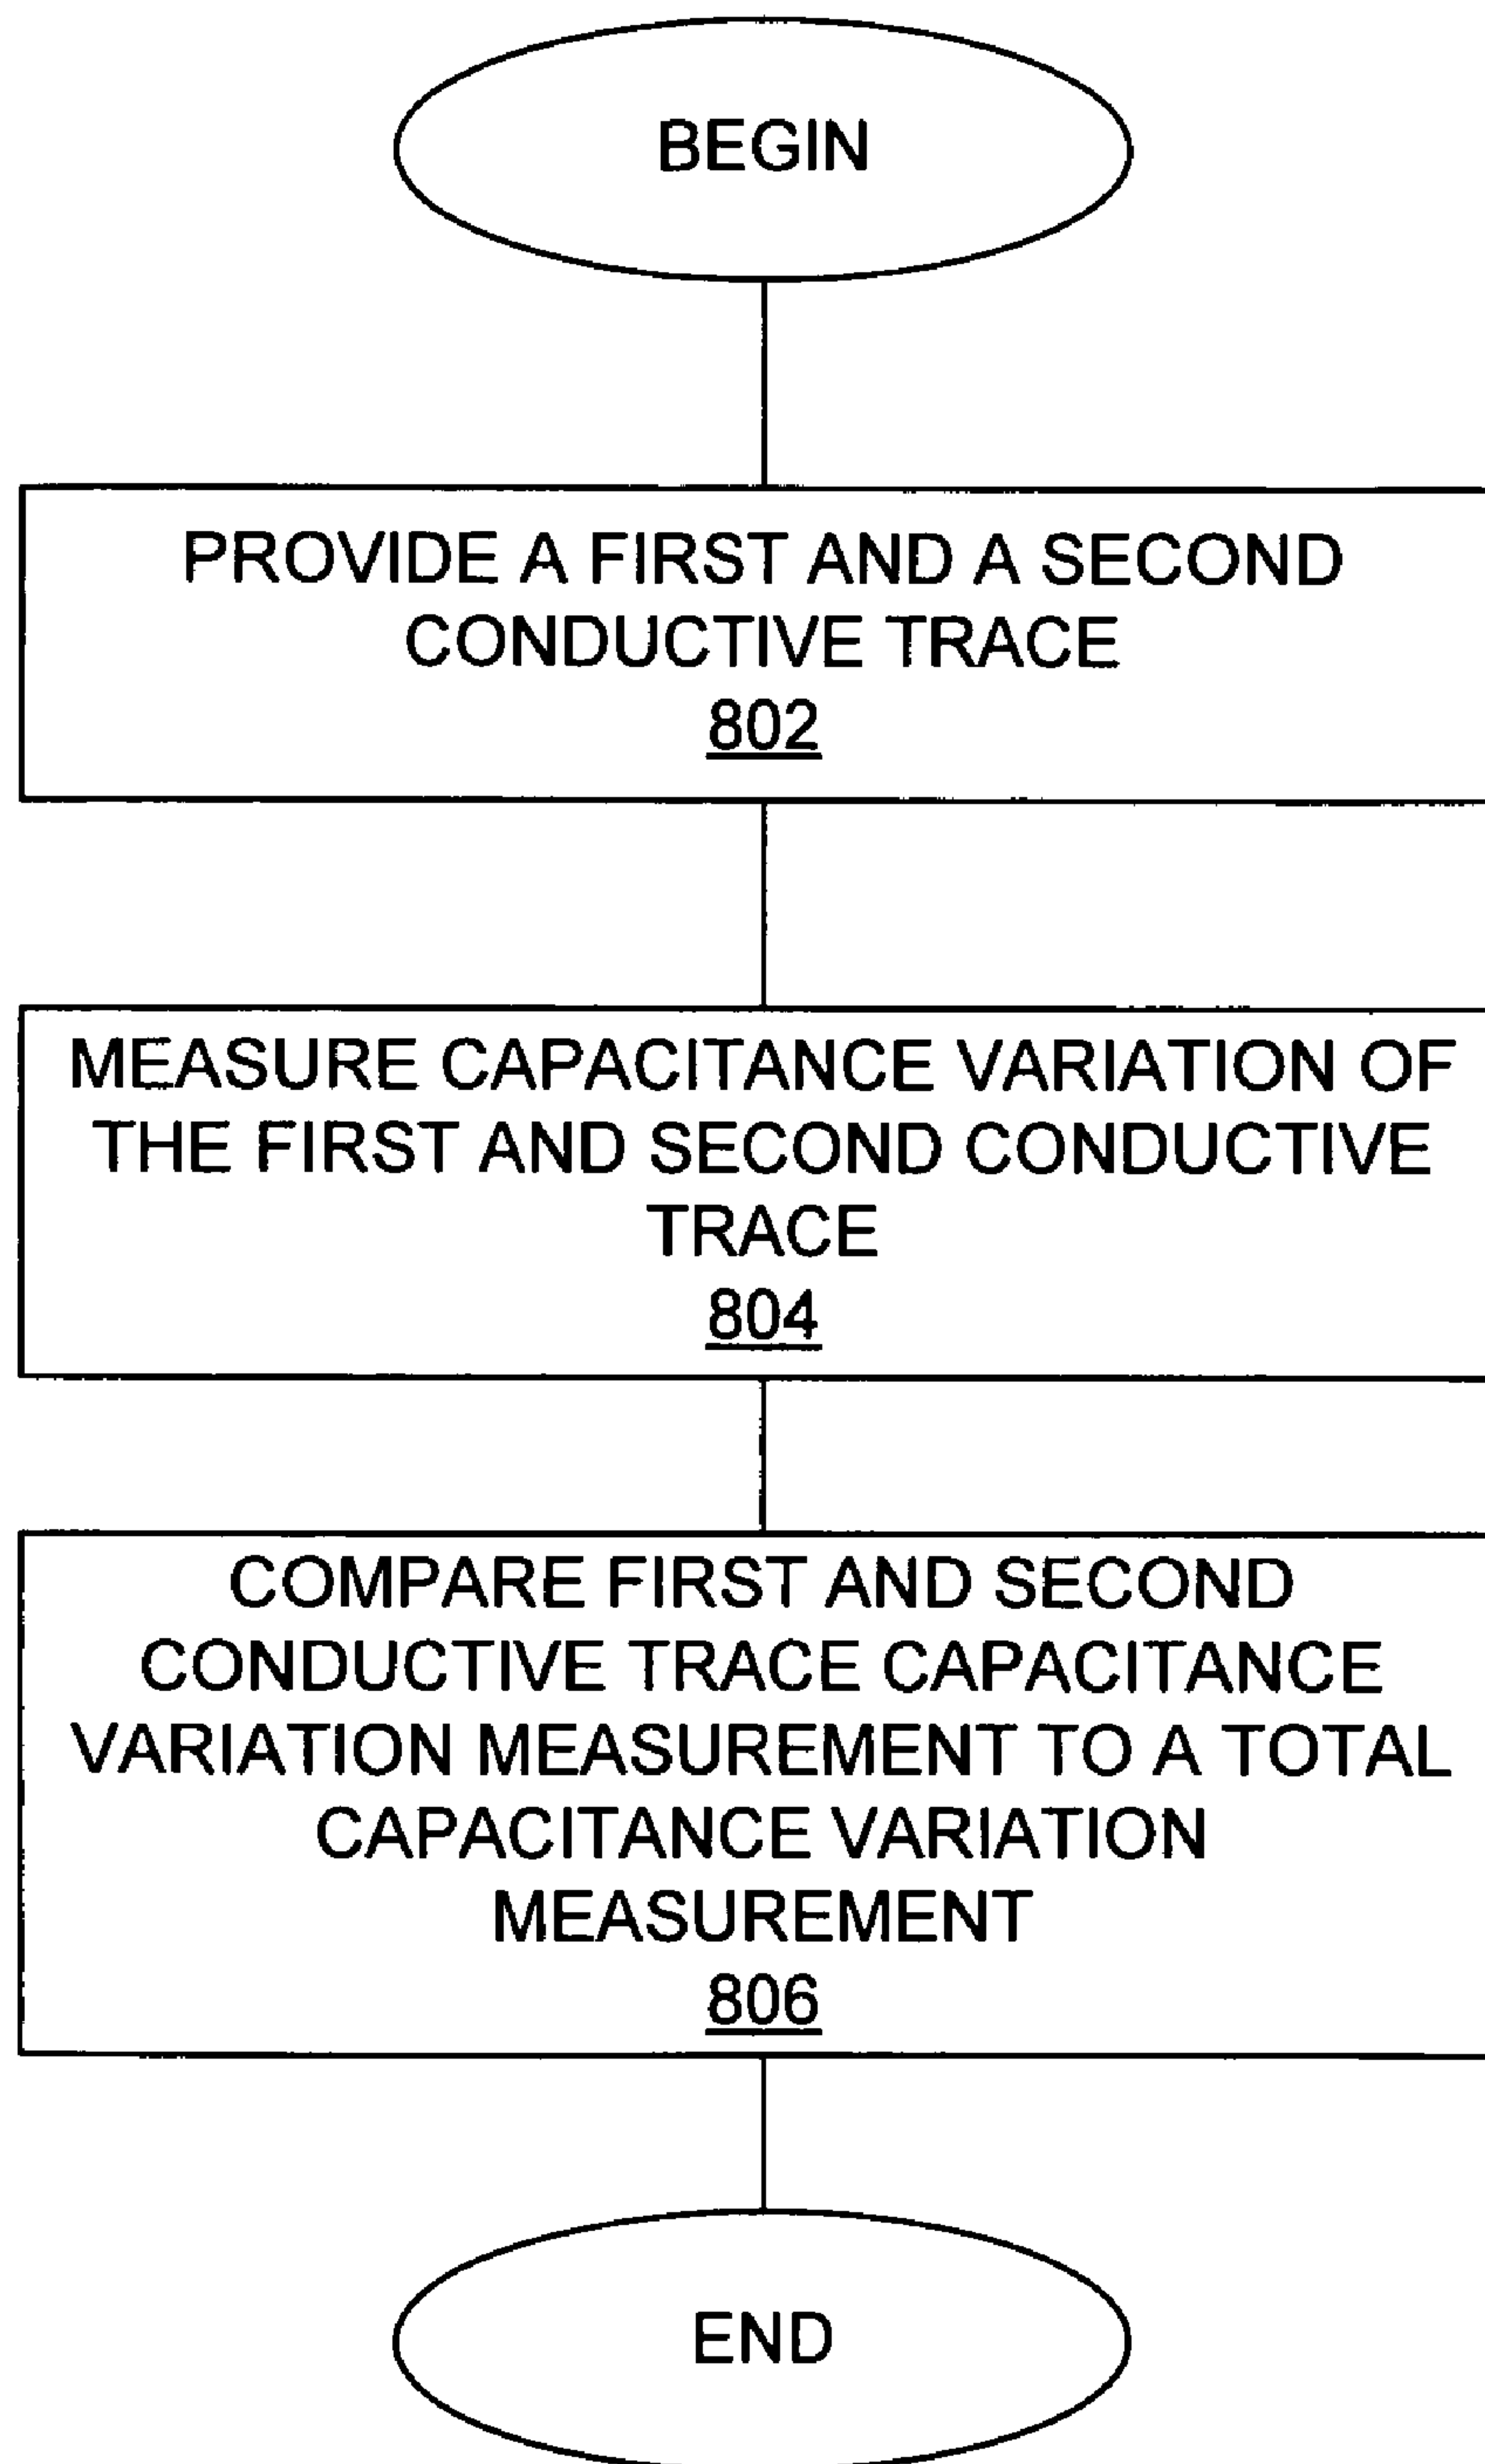 BEGIN
PROVIDE A FIRST AND A SECOND
CONDUCTIVE TRACE
802
MEASURE CAPACITANCE VARIATION OF
THE FIRST AND SECOND CONDUCTIVE
TRACE
804
COMPARE FIRST AND SECOND
CONDUCTIVE TRACE CAPACITANCE
VARIATION MEASUREMENT TO A TOTAL
CAPACITANCE VARIATION
MEASUREMENT
806
END